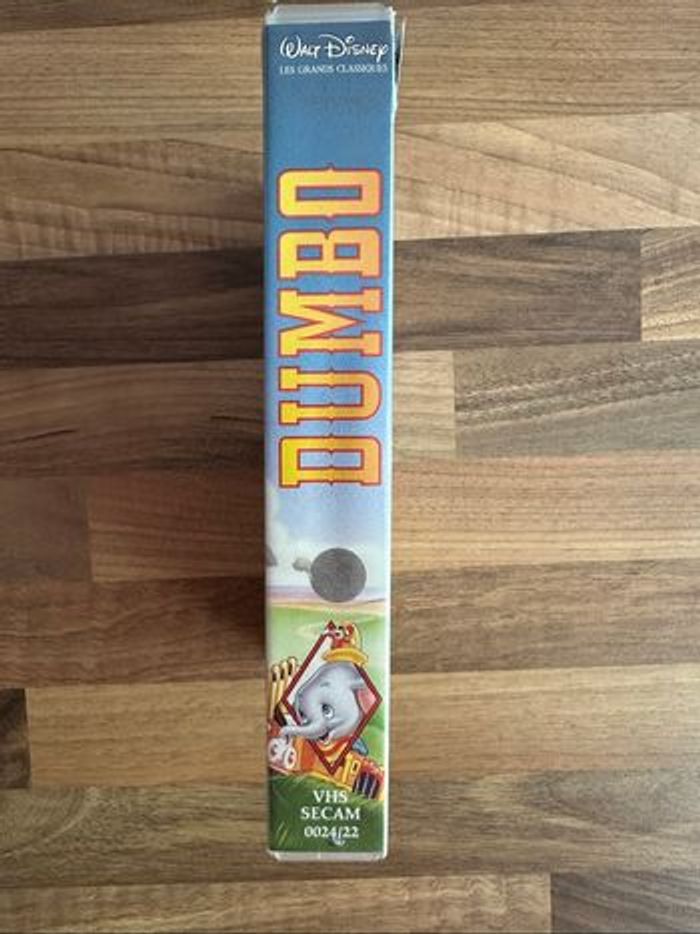 WALT DISNEY
LES GRANDS CLASSIQUES
DUMBO
VHS
SECAM
0024/22